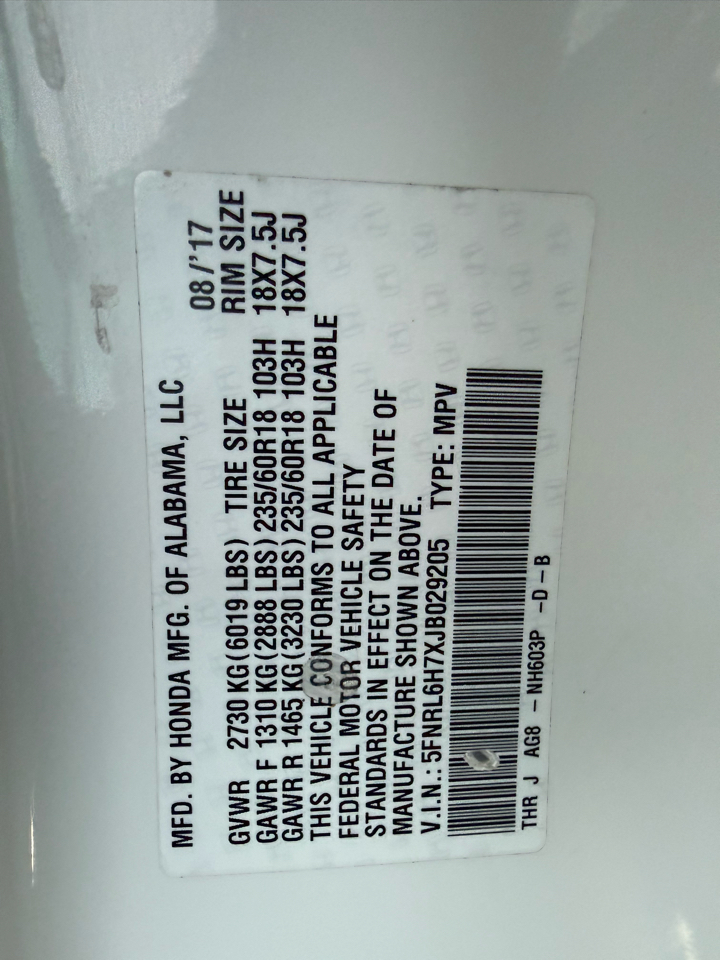 MFD. BY HONDA MFG. OF ALABAMA, LLC 08/'17
GVWR 2730 KG(6019 LBS) TIRE SIZE RIM SIZE
GAWR F 1310 KG(2888 LBS) 235/60R18 103H 18X7.5J
GAWR R 1465 KG(3230 LBS) 235/60R18 103H 18X7.5J
THIS VEHICLE CONFORMS TO ALL APPLICABLE
FEDERAL MOTOR VEHICLE SAFETY
STANDARDS IN EFFECT ON THE DATE OF
MANUFACTURE SHOWN ABOVE.
V.I.N.: 5FNRL6H7XJB029205 TYPE: MPV
THR J AG8 - NH603P -D-B